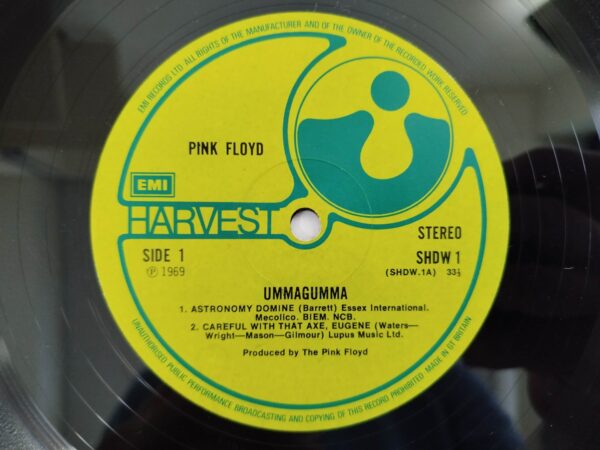 EMI RECORDS LTD ALL RIGHTS OF THE MANUFACTURER AND OF THE OWNER OF THE RECORDED WORK RESERVED
PINK FLOYD
EMI
HARVEST
STEREO
SIDE 1
SHDW 1
℗ 1969
(SHDW.1A) 33⅓
UMMAGUMMA
1. ASTRONOMY DOMINE (Barrett) Essex International.
Mecolico. BIEM. NCB.
2. CAREFUL WITH THAT AXE, EUGENE (Waters—
Wright—Mason—Gilmour) Lupus Music Ltd.
Produced by The Pink Floyd
UNAUTHORISED PUBLIC PERFORMANCE BROADCASTING AND COPYING OF THIS RECORD PROHIBITED MADE IN GT BRITAIN